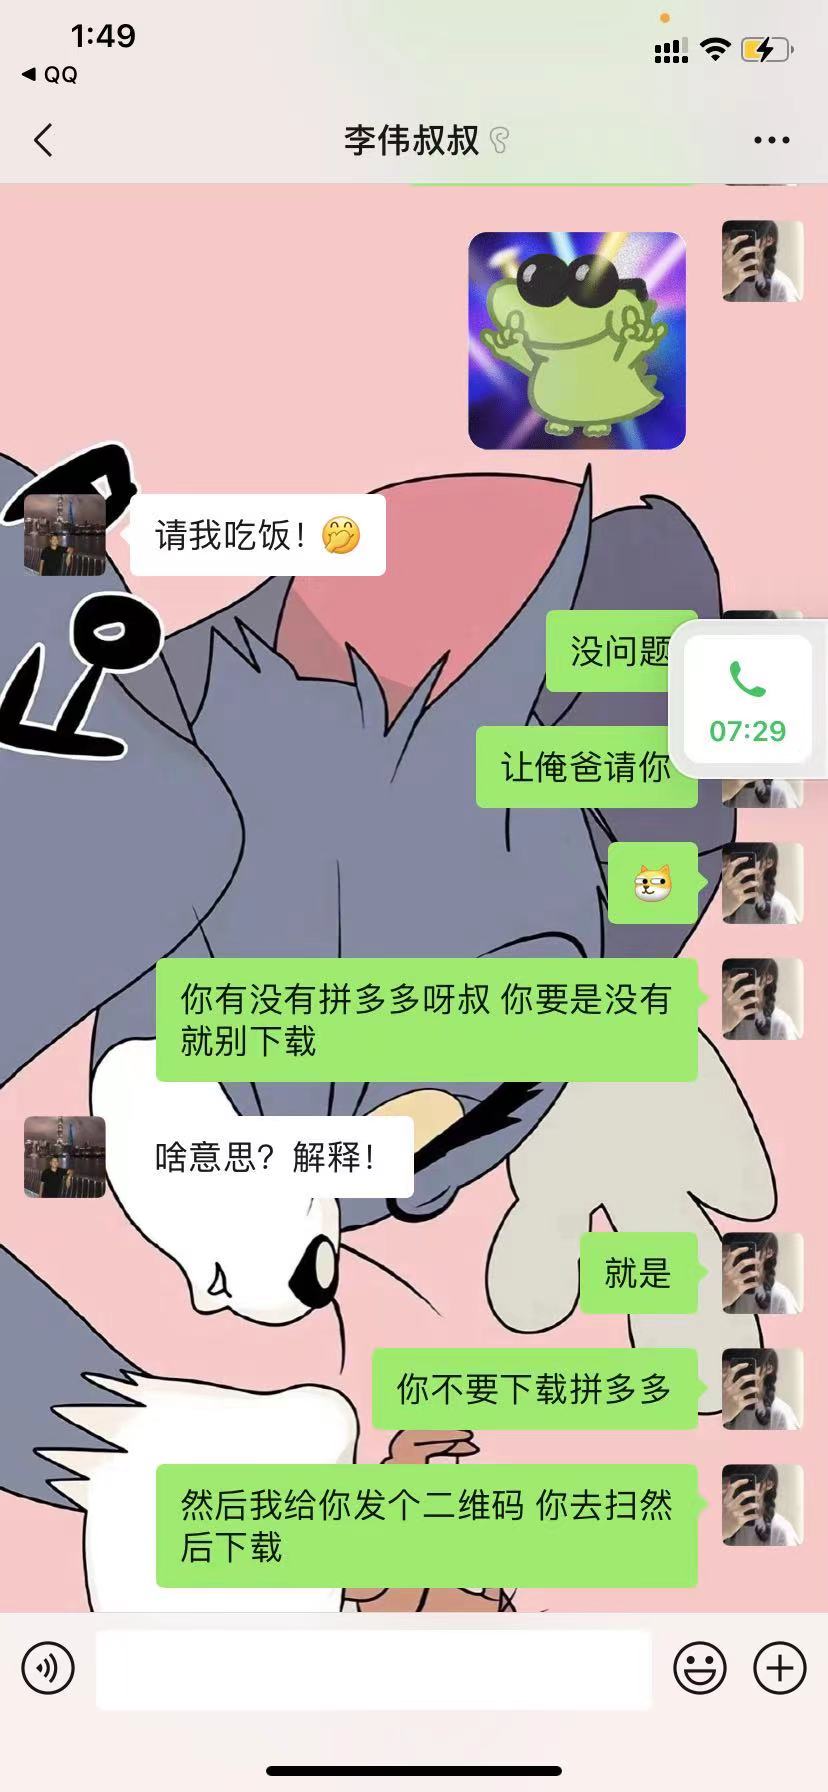 1:49
◀ QQ
李伟叔叔
请我吃饭！🤭
没问题
让俺爸请你
你有没有拼多多呀叔 你要是没有
就别下载
啥意思？解释！
就是
你不要下载拼多多
然后我给你发个二维码 你去扫然
后下载
07:29